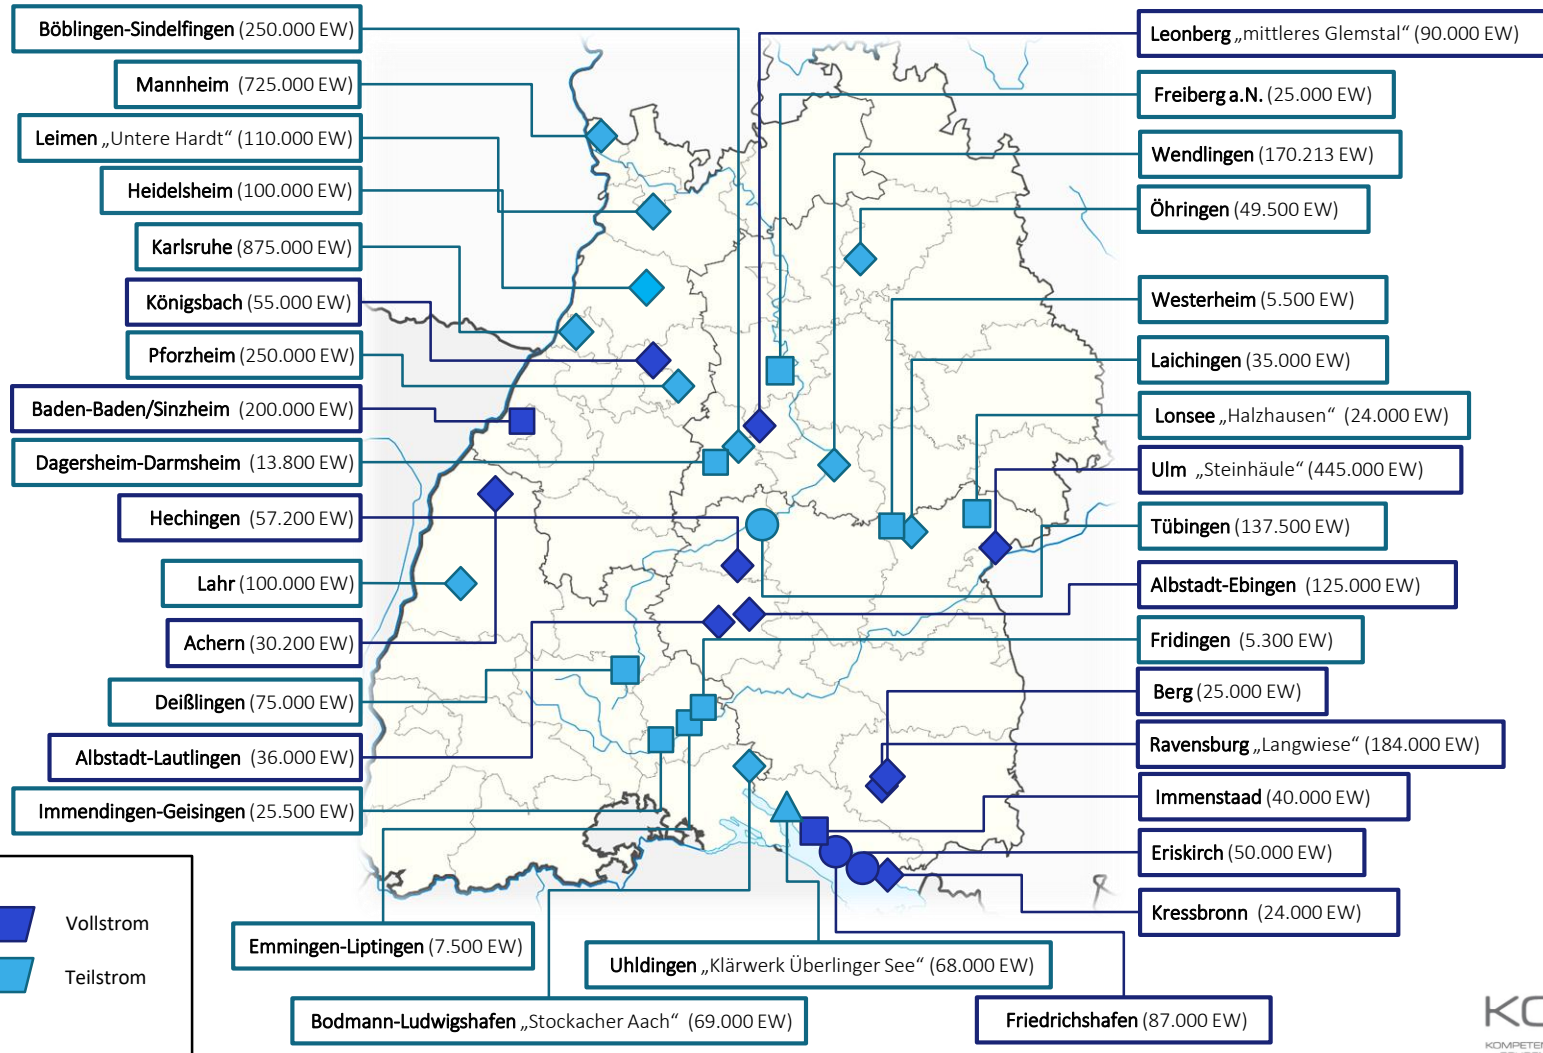 Böblingen-Sindelfingen (250.000 EW)
Mannheim (725.000 EW)
Leimen „Untere Hardt“ (110.000 EW)
Heidelsheim (100.000 EW)
Karlsruhe (875.000 EW)
Königsbach (55.000 EW)
Pforzheim (250.000 EW)
Baden-Baden/Sinzheim (200.000 EW)
Dagersheim-Darmsheim (13.800 EW)
Hechingen (57.200 EW)
Lahr (100.000 EW)
Achern (30.200 EW)
Deißlingen (75.000 EW)
Albstadt-Lautlingen (36.000 EW)
Immendingen-Geisingen (25.500 EW)
Leonberg „mittleres Glemstal“ (90.000 EW)
Freiberg a.N. (25.000 EW)
Wendlingen (170.213 EW)
Öhringen (49.500 EW)
Westerheim (5.500 EW)
Laichingen (35.000 EW)
Lonsee „Halzhausen“ (24.000 EW)
Ulm „Steinhäule“ (445.000 EW)
Tübingen (137.500 EW)
Albstadt-Ebingen (125.000 EW)
Fridingen (5.300 EW)
Berg (25.000 EW)
Ravensburg „Langwiese“ (184.000 EW)
Immenstaad (40.000 EW)
Eriskirch (50.000 EW)
Kressbronn (24.000 EW)
Emmingen-Liptingen (7.500 EW)
Uhldingen „Klärwerk Überlinger See“ (68.000 EW)
Bodmann-Ludwigshafen „Stockacher Aach“ (69.000 EW)
Friedrichshafen (87.000 EW)
Vollstrom
Teilstrom